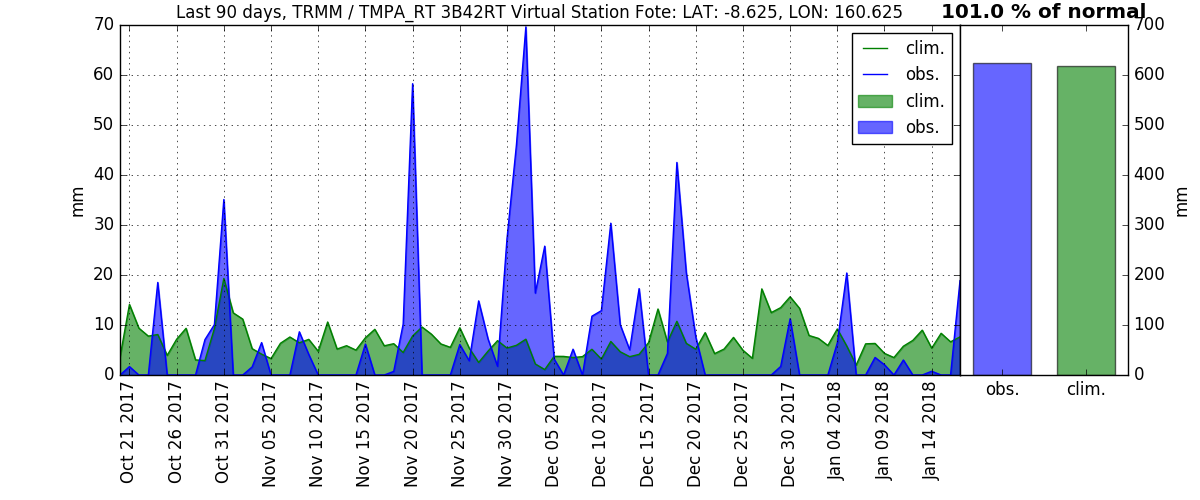 Last 90 days, TRMM / TMPA_RT 3B42RT Virtual Station Fote: LAT: -8.625, LON: 160.625
101.0 % of normal
70
60
50
40
30
20
10
0
mm
clim.
obs.
clim.
obs.
700
600
500
400
300
200
100
0
mm
Oct 21 2017
Oct 26 2017
Oct 31 2017
Nov 05 2017
Nov 10 2017
Nov 15 2017
Nov 20 2017
Nov 25 2017
Nov 30 2017
Dec 05 2017
Dec 10 2017
Dec 15 2017
Dec 20 2017
Dec 25 2017
Dec 30 2017
Jan 04 2018
Jan 09 2018
Jan 14 2018
obs.
clim.